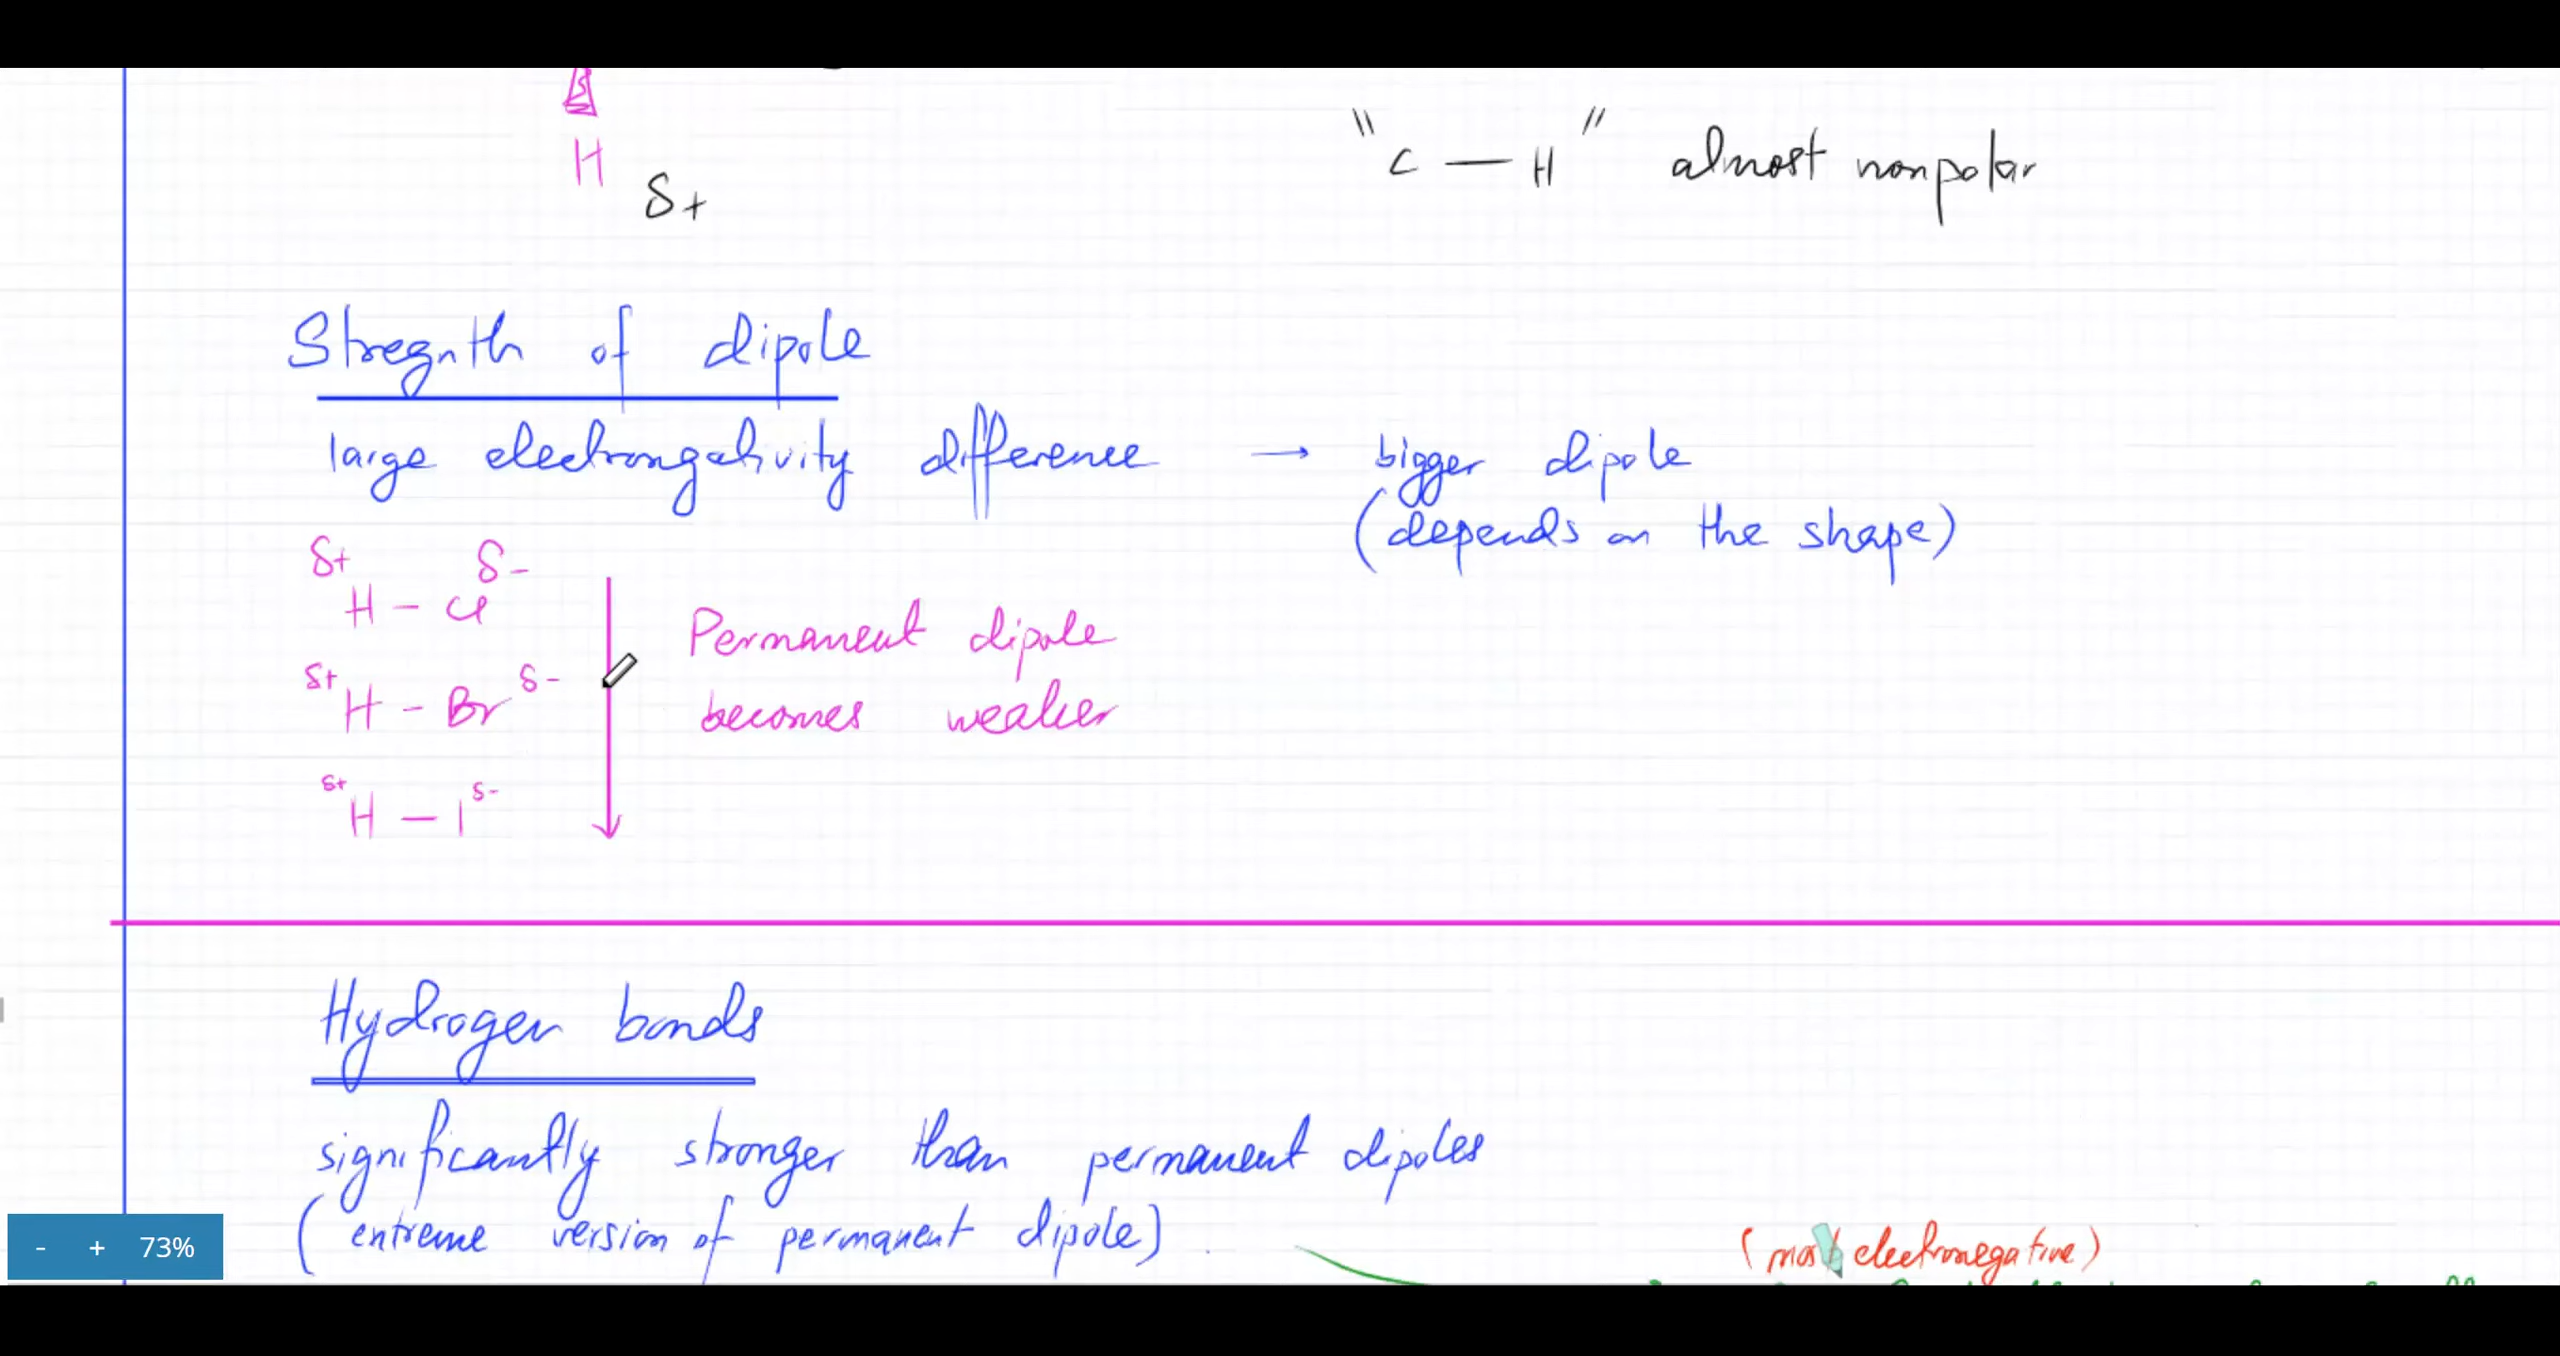 H
δ+
"C — H" almost nonpolar
Stregnth of dipole
large electrongativity difference → bigger dipole
(depends on the shape)
δ+ δ-
H - Cl
Permanent dipole
δ+ H - Br δ-
becomes weaker
δ+ H — I δ-
Hydrogen bonds
significantly stronger than permanent dipoles
(extreme version of permanent dipole)
(most electronegative)
- + 73%